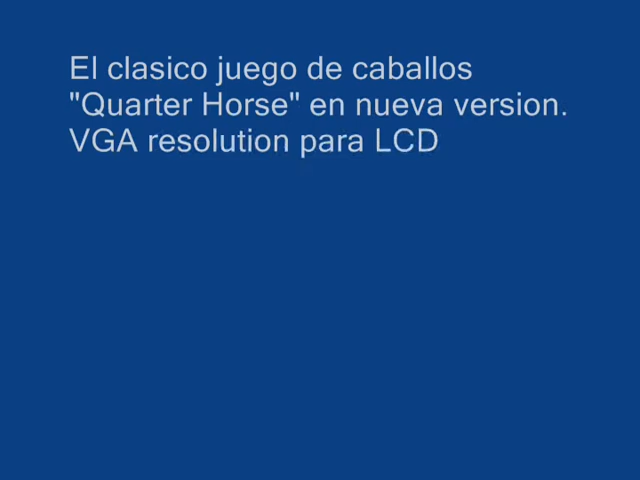 El clasico juego de caballos
"Quarter Horse" en nueva version.
VGA resolution para LCD